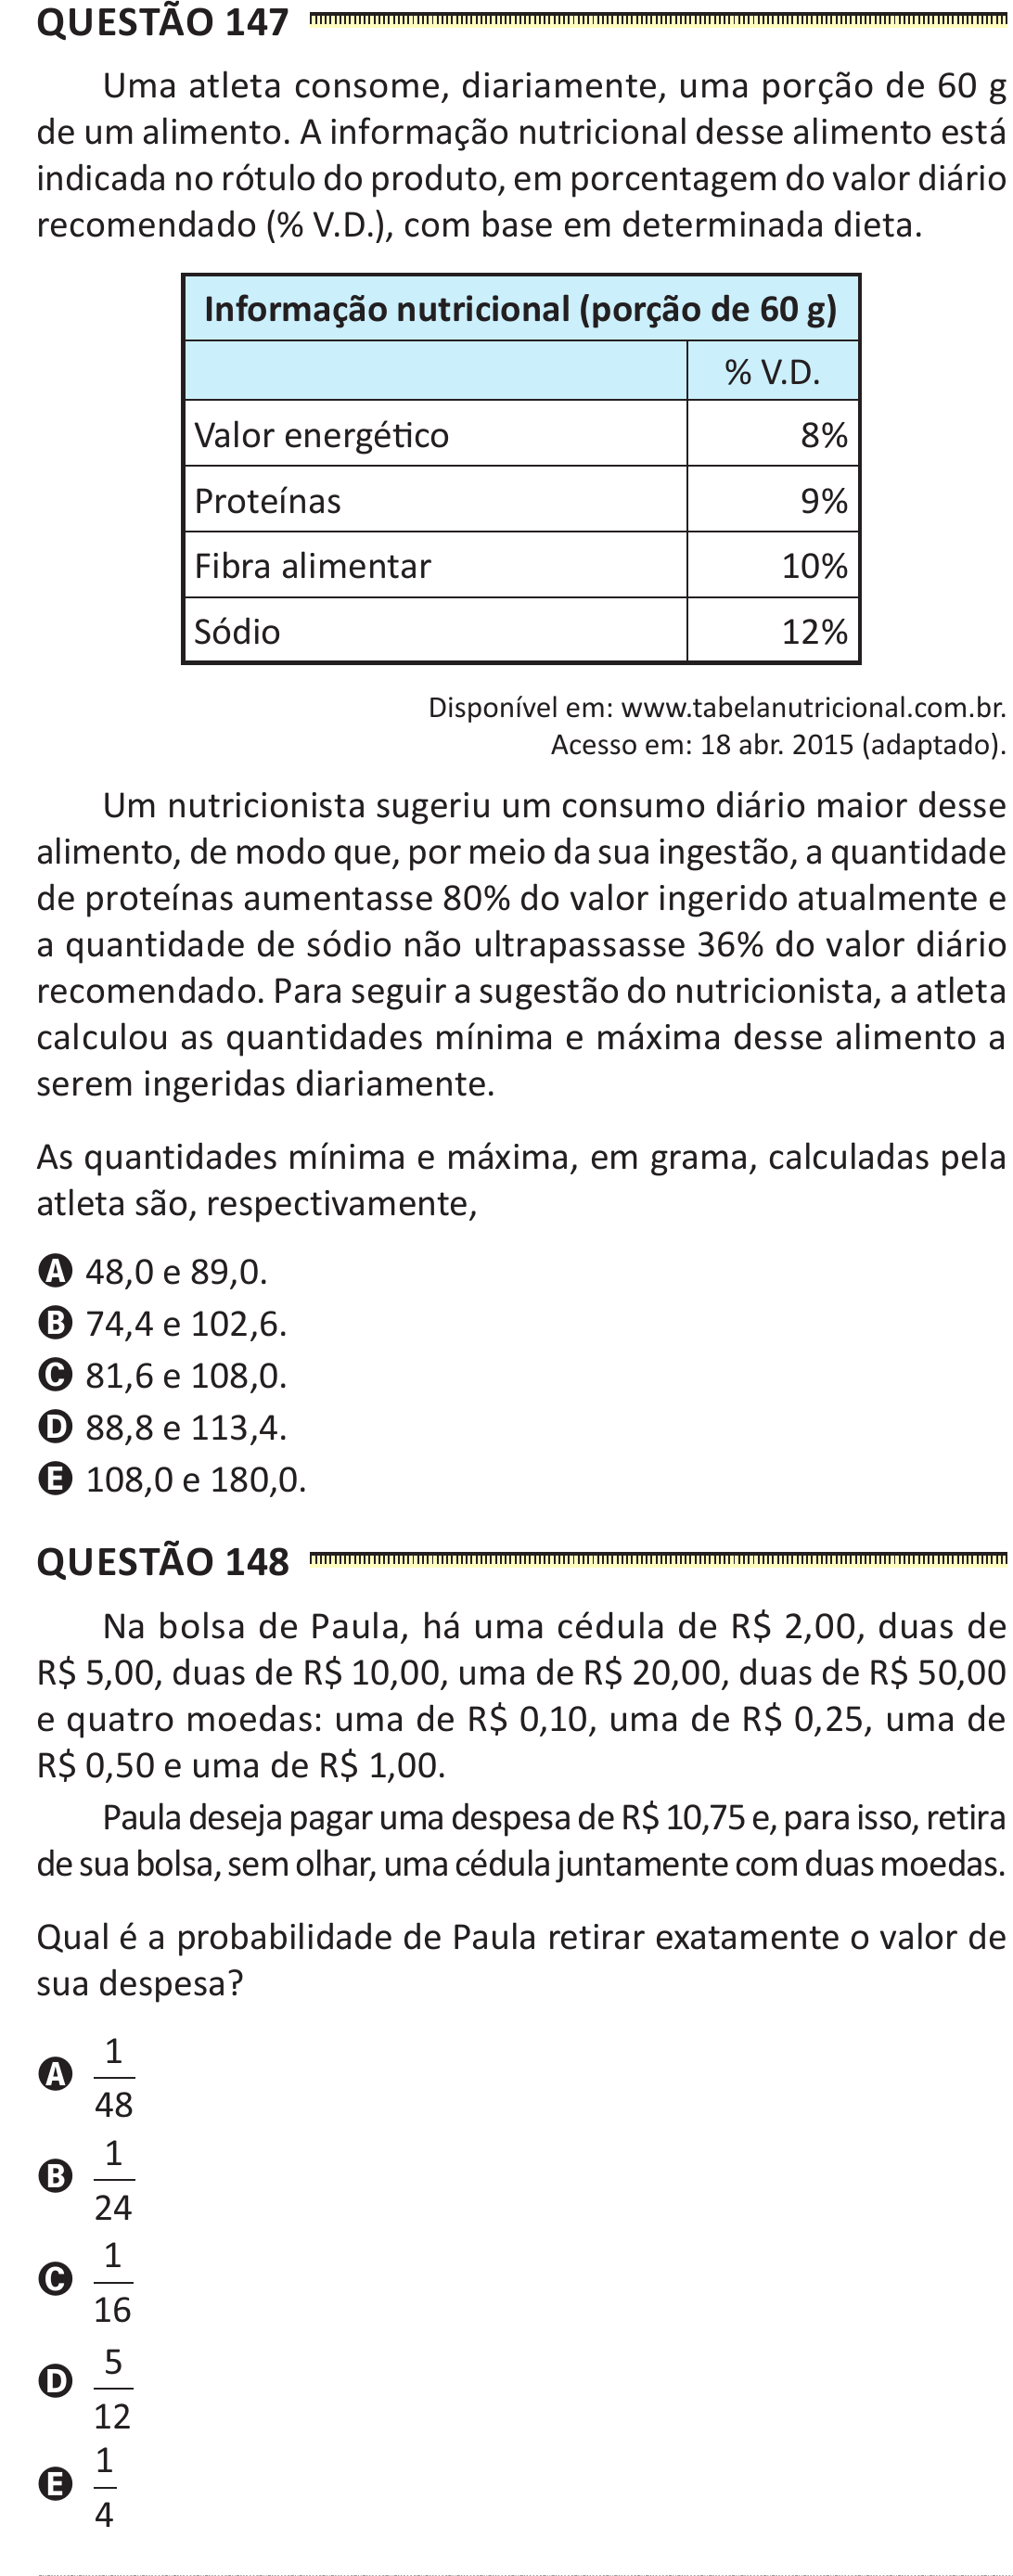 QUESTÃO 147
Uma atleta consome, diariamente, uma porção de 60 g
de um alimento. A informação nutricional desse alimento está
indicada no rótulo do produto, em porcentagem do valor diário
recomendado (% V.D.), com base em determinada dieta.
Informação nutricional (porção de 60 g)
% V.D.
Valor energético 8%
Proteínas 9%
Fibra alimentar 10%
Sódio 12%
Disponível em: www.tabelanutricional.com.br.
Acesso em: 18 abr. 2015 (adaptado).
Um nutricionista sugeriu um consumo diário maior desse
alimento, de modo que, por meio da sua ingestão, a quantidade
de proteínas aumentasse 80% do valor ingerido atualmente e
a quantidade de sódio não ultrapassasse 36% do valor diário
recomendado. Para seguir a sugestão do nutricionista, a atleta
calculou as quantidades mínima e máxima desse alimento a
serem ingeridas diariamente.
As quantidades mínima e máxima, em grama, calculadas pela
atleta são, respectivamente,
A 48,0 e 89,0.
B 74,4 e 102,6.
C 81,6 e 108,0.
D 88,8 e 113,4.
E 108,0 e 180,0.
QUESTÃO 148
Na bolsa de Paula, há uma cédula de R$ 2,00, duas de
R$ 5,00, duas de R$ 10,00, uma de R$ 20,00, duas de R$ 50,00
e quatro moedas: uma de R$ 0,10, uma de R$ 0,25, uma de
R$ 0,50 e uma de R$ 1,00.
Paula deseja pagar uma despesa de R$ 10,75 e, para isso, retira
de sua bolsa, sem olhar, uma cédula juntamente com duas moedas.
Qual é a probabilidade de Paula retirar exatamente o valor de
sua despesa?
A 1/48
B 1/24
C 1/16
D 5/12
E 1/4